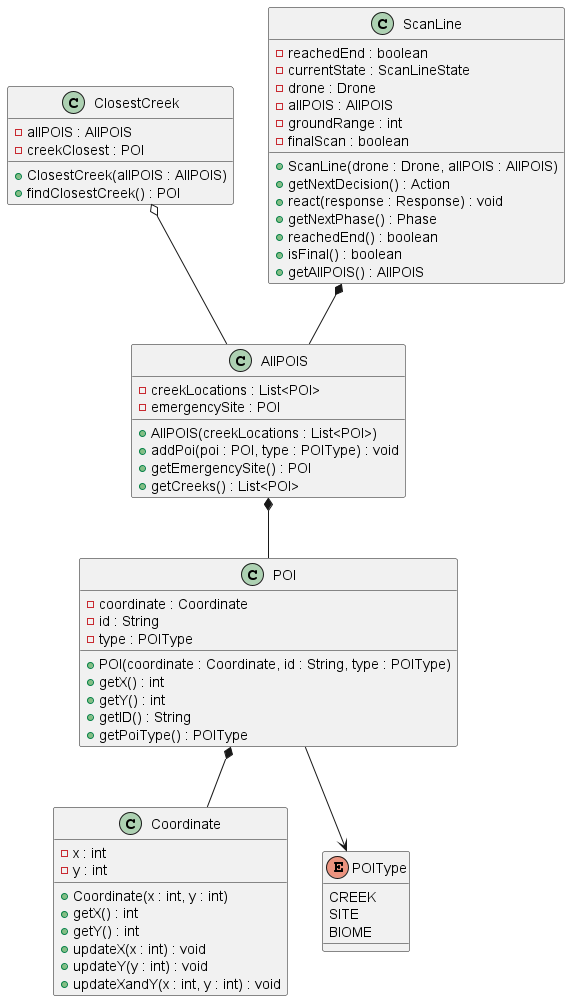 C ScanLine
reachedEnd : boolean
currentState : ScanLineState
drone : Drone
allPOIS : AllPOIS
groundRange : int
finalScan : boolean
ScanLine(drone : Drone, allPOIS : AllPOIS)
getNextDecision() : Action
react(response : Response) : void
getNextPhase() : Phase
reachedEnd() : boolean
isFinal() : boolean
getAllPOIS() : AllPOIS
C ClosestCreek
allPOIS : AllPOIS
creekClosest : POI
ClosestCreek(allPOIS : AllPOIS)
findClosestCreek() : POI
C AllPOIS
creekLocations : List<POI>
emergencySite : POI
AllPOIS(creekLocations : List<POI>)
addPoi(poi : POI, type : POIType) : void
getEmergencySite() : POI
getCreeks() : List<POI>
C POI
coordinate : Coordinate
id : String
type : POIType
POI(coordinate : Coordinate, id : String, type : POIType)
getX() : int
getY() : int
getID() : String
getPoiType() : POIType
C Coordinate
x : int
y : int
Coordinate(x : int, y : int)
getX() : int
getY() : int
updateX(x : int) : void
updateY(y : int) : void
updateXandY(x : int, y : int) : void
E POIType
CREEK
SITE
BIOME